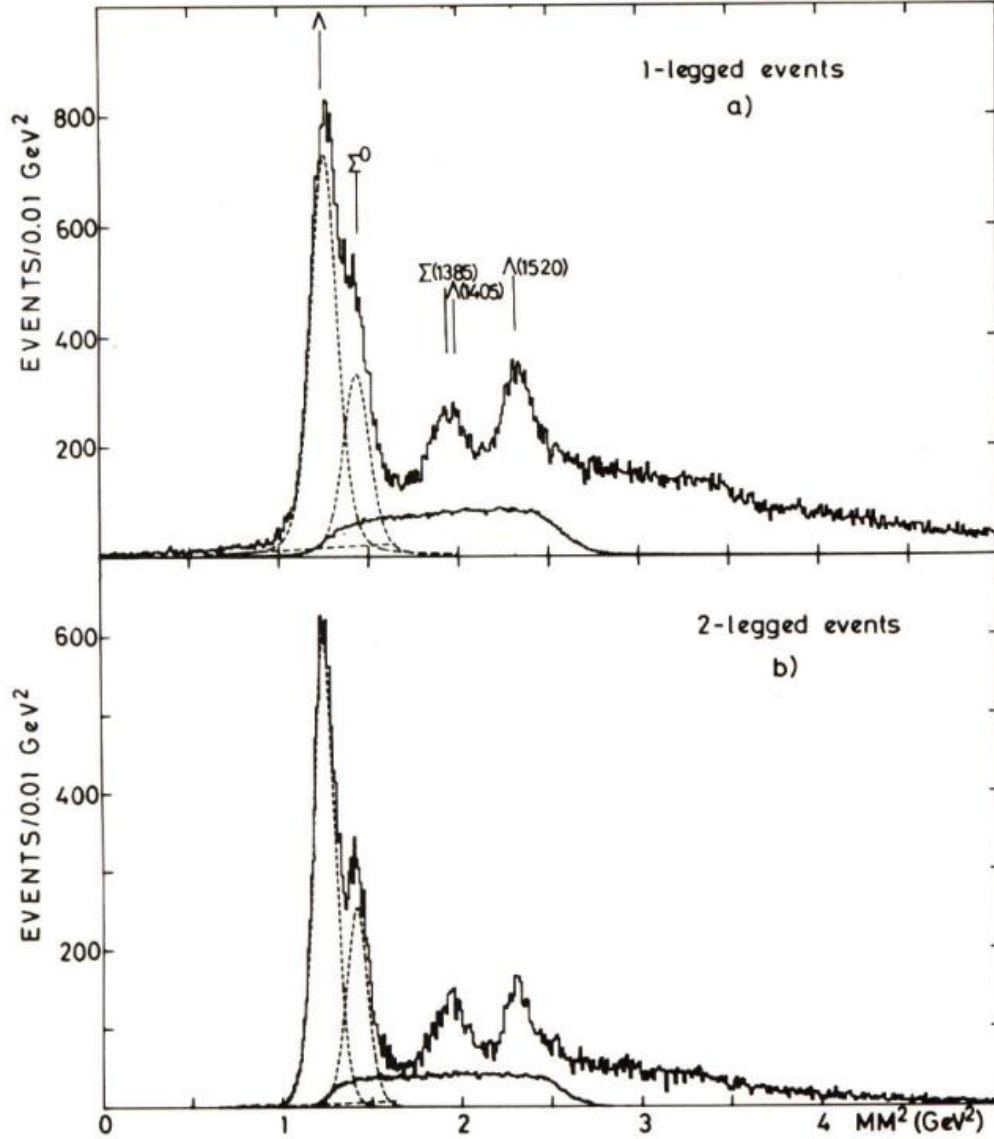 Λ
1-legged events
a)
800
Σ⁰
600
Σ(1385)
Λ(1405)
Λ(1520)
400
200
EVENTS/0.01 GeV²
2-legged events
b)
600
400
200
EVENTS/0.01 GeV²
0 1 2 3 4 MM² (GeV²)